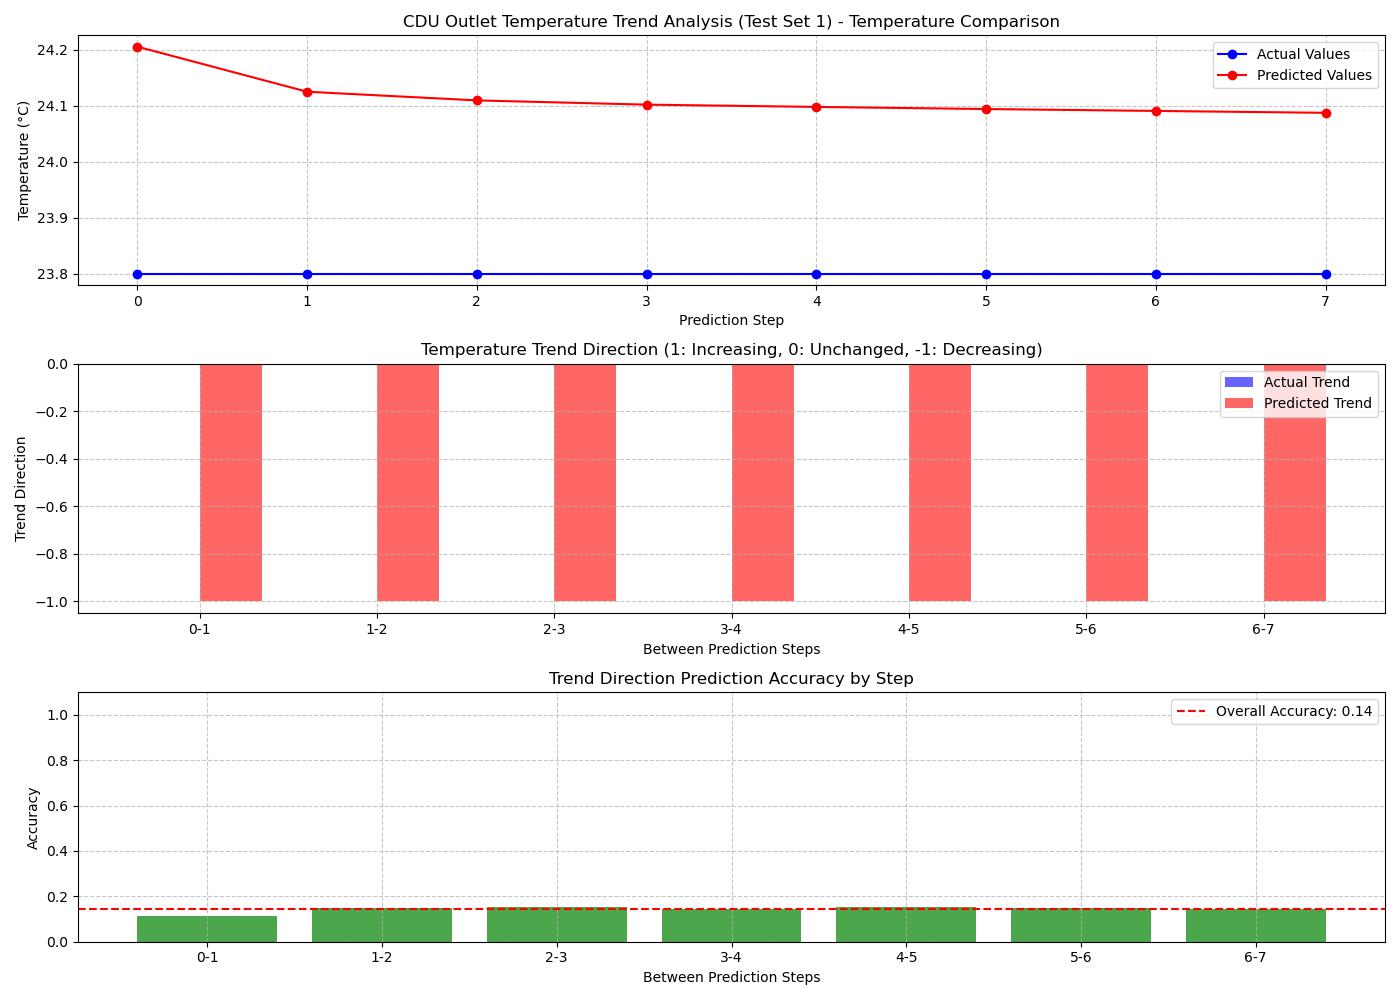 CDU Outlet Temperature Trend Analysis (Test Set 1) - Temperature Comparison
24.2
24.1
24.0
23.9
23.8
Temperature (°C)
Actual Values
Predicted Values
0 1 2 3 4 5 6 7
Prediction Step
Temperature Trend Direction (1: Increasing, 0: Unchanged, -1: Decreasing)
0.0
−0.2
−0.4
−0.6
−0.8
−1.0
Trend Direction
Actual Trend
Predicted Trend
0-1 1-2 2-3 3-4 4-5 5-6 6-7
Between Prediction Steps
Trend Direction Prediction Accuracy by Step
1.0
0.8
0.6
0.4
0.2
0.0
Accuracy
Overall Accuracy: 0.14
0-1 1-2 2-3 3-4 4-5 5-6 6-7
Between Prediction Steps